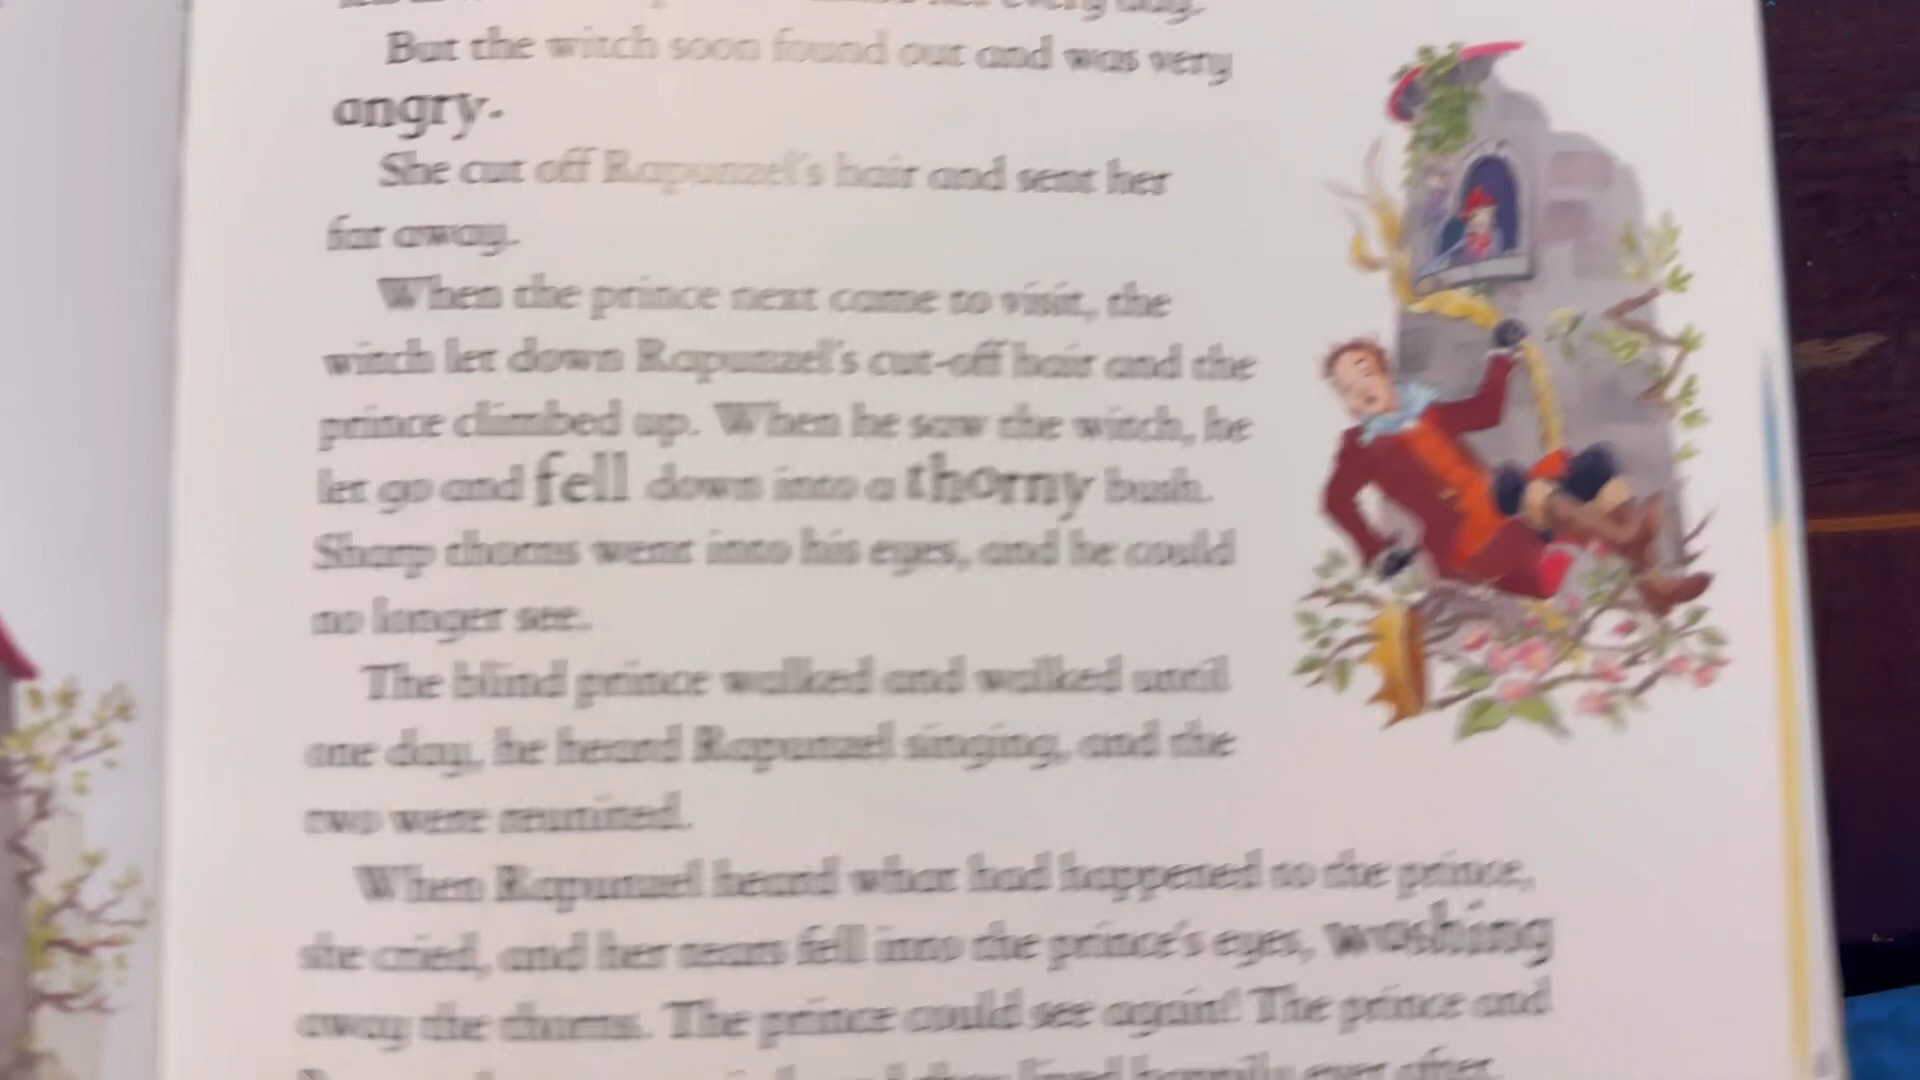 every day.
But the witch soon found out and was very
angry.
She cut off Rapunzel's hair and sent her
far away.
When the prince next came to visit, the
witch let down Rapunzel's cut-off hair and the
prince climbed up. When he saw the witch, he
let go and fell down into a thorny bush.
Sharp thorns went into his eyes, and he could
no longer see.
The blind prince walked and walked until
one day, he heard Rapunzel singing, and the
two were reunited.
When Rapunzel heard what had happened to the prince,
she cried, and her tears fell into the prince's eyes, washing
away the thorns. The prince could see again! The prince and
lived happily ever after.